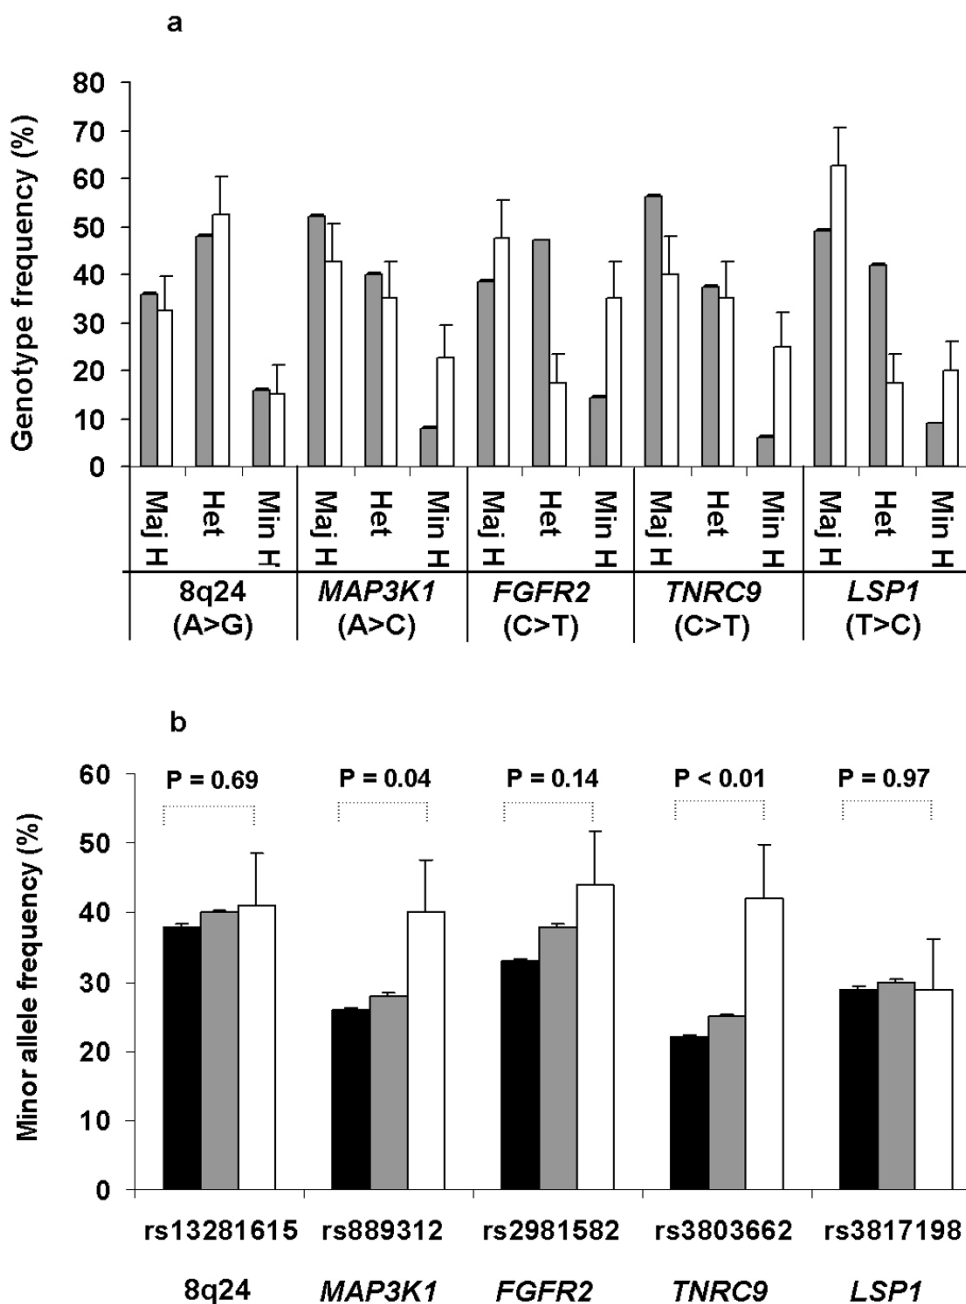 a
Genotype frequency (%)
80
70
60
50
40
30
20
10
0
Maj H Het Min H Maj H Het Min H Maj H Het Min H Maj H Het Min H Maj H Het Min H
8q24 MAP3K1 FGFR2 TNRC9 LSP1
(A>G) (A>C) (C>T) (C>T) (T>C)
b
Minor allele frequency (%)
P = 0.69 P = 0.04 P = 0.14 P < 0.01 P = 0.97
60
50
40
30
20
10
0
rs13281615 rs889312 rs2981582 rs3803662 rs3817198
8q24 MAP3K1 FGFR2 TNRC9 LSP1